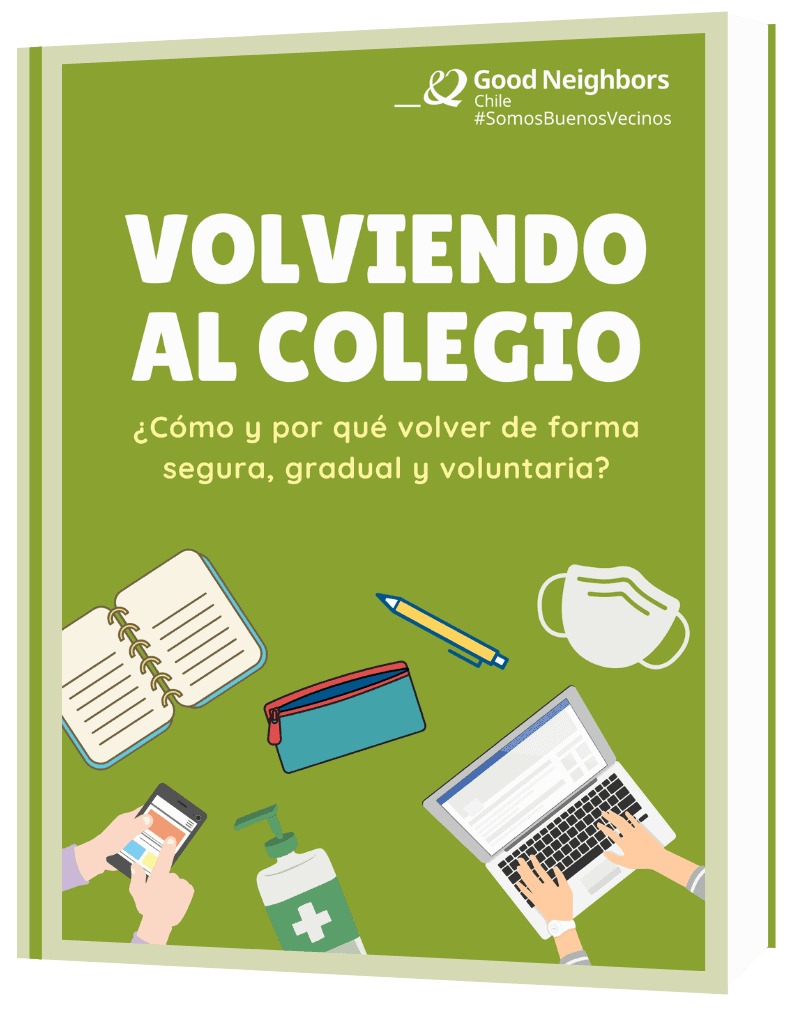 Good Neighbors
Chile
#SomosBuenosVecinos
VOLVIENDO
AL COLEGIO
¿Cómo y por qué volver de forma
segura, gradual y voluntaria?